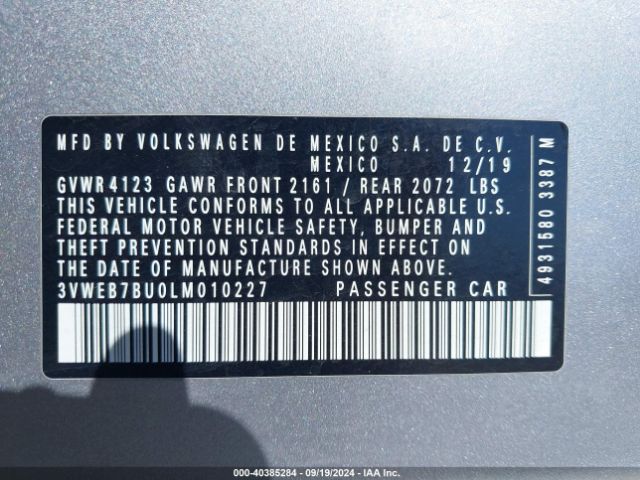 MFD BY VOLKSWAGEN DE MEXICO S.A. DE C.V.
MEXICO 12/19
GVWR 4123 GAWR FRONT 2161 / REAR 2072 LBS
THIS VEHICLE CONFORMS TO ALL APPLICABLE U.S.
FEDERAL MOTOR VEHICLE SAFETY, BUMPER AND
THEFT PREVENTION STANDARDS IN EFFECT ON
THE DATE OF MANUFACTURE SHOWN ABOVE.
3VWEB7BU0LM010227 PASSENGER CAR
4931580 3387 M
000-40385284 - 09/19/2024 - IAA Inc.